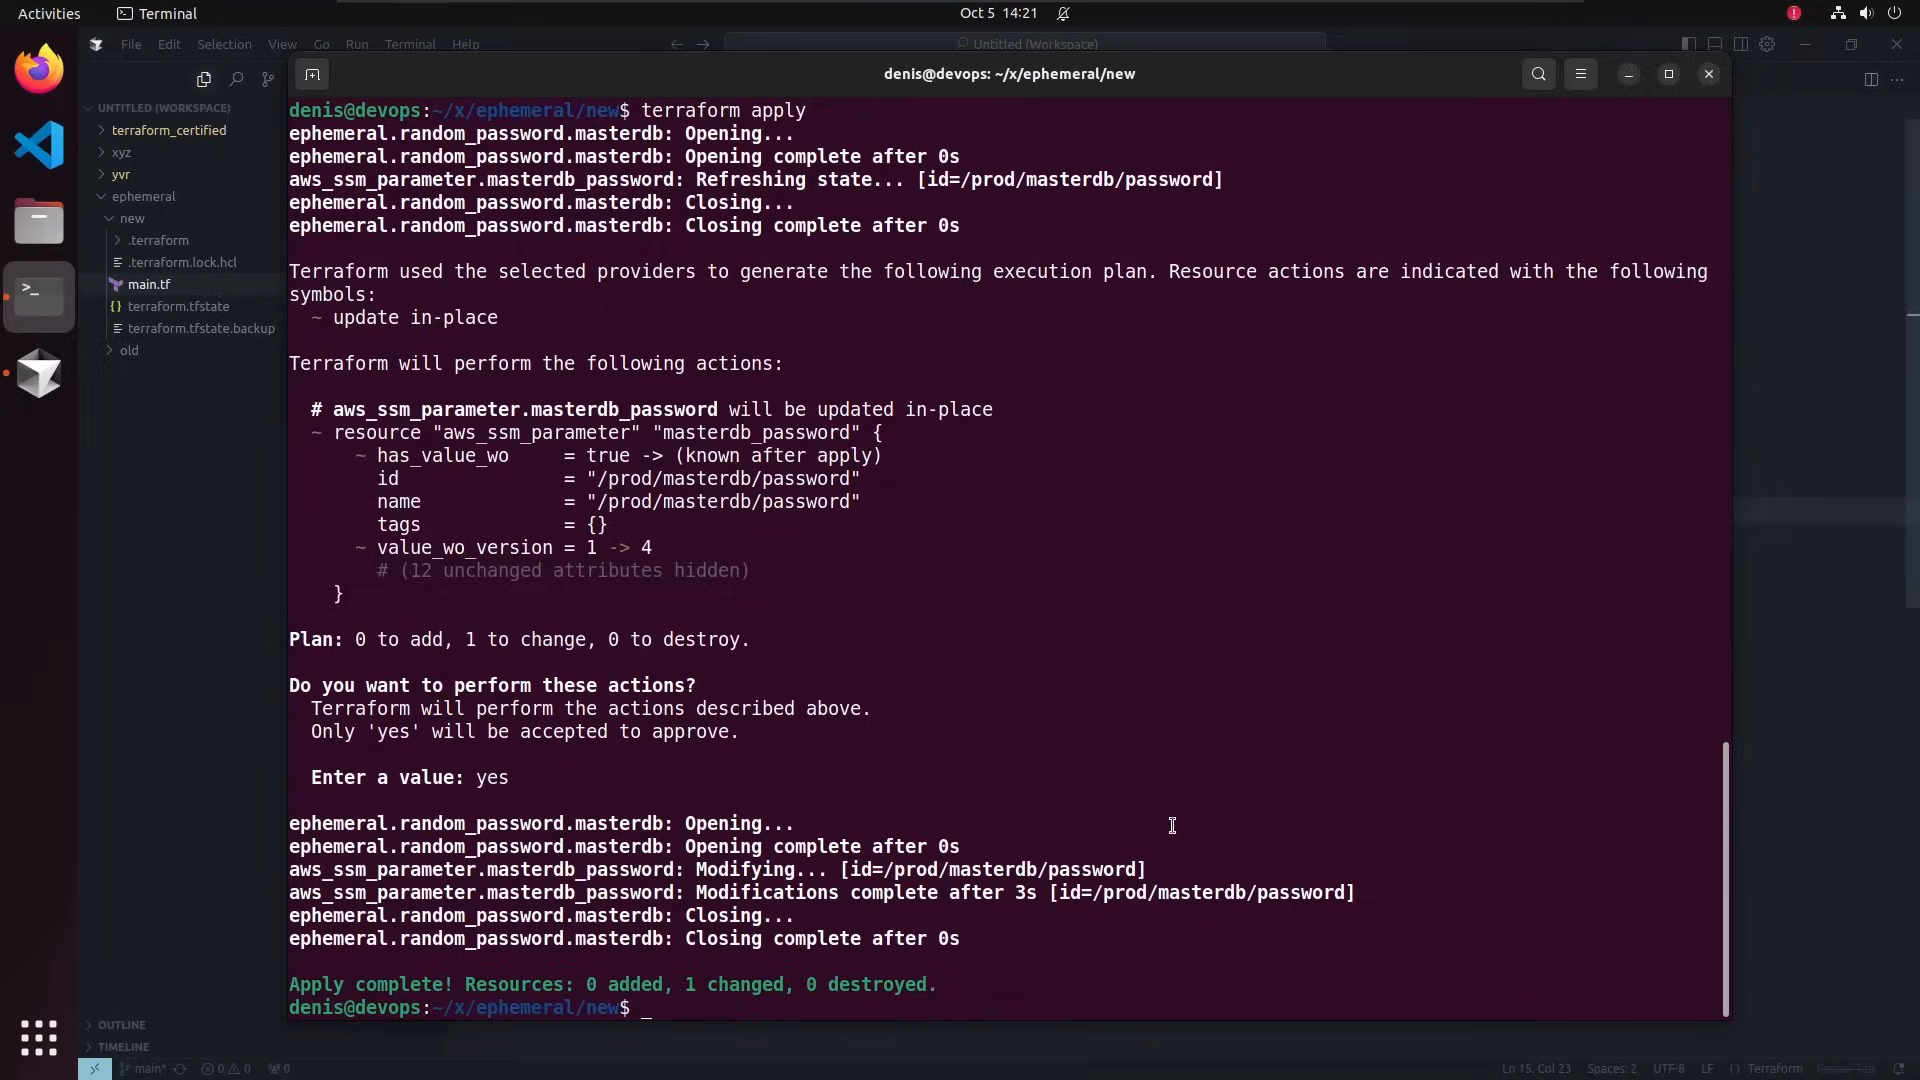 Activities
Terminal
Oct 5 14:21
File Edit Selection View Go Run Terminal Help
Untitled (Workspace)
denis@devops: ~/x/ephemeral/new
UNTITLED (WORKSPACE)
terraform_certified
xyz
yvr
ephemeral
new
.terraform
.terraform.lock.hcl
main.tf
terraform.tfstate
terraform.tfstate.backup
old
denis@devops:~/x/ephemeral/new$ terraform apply
ephemeral.random_password.masterdb: Opening...
ephemeral.random_password.masterdb: Opening complete after 0s
aws_ssm_parameter.masterdb_password: Refreshing state... [id=/prod/masterdb/password]
ephemeral.random_password.masterdb: Closing...
ephemeral.random_password.masterdb: Closing complete after 0s
Terraform used the selected providers to generate the following execution plan. Resource actions are indicated with the following
symbols:
~ update in-place
Terraform will perform the following actions:
# aws_ssm_parameter.masterdb_password will be updated in-place
~ resource "aws_ssm_parameter" "masterdb_password" {
~ has_value_wo = true -> (known after apply)
id = "/prod/masterdb/password"
name = "/prod/masterdb/password"
tags = {}
~ value_wo_version = 1 -> 4
# (12 unchanged attributes hidden)
}
Plan: 0 to add, 1 to change, 0 to destroy.
Do you want to perform these actions?
Terraform will perform the actions described above.
Only 'yes' will be accepted to approve.
Enter a value: yes
ephemeral.random_password.masterdb: Opening...
ephemeral.random_password.masterdb: Opening complete after 0s
aws_ssm_parameter.masterdb_password: Modifying... [id=/prod/masterdb/password]
aws_ssm_parameter.masterdb_password: Modifications complete after 3s [id=/prod/masterdb/password]
ephemeral.random_password.masterdb: Closing...
ephemeral.random_password.masterdb: Closing complete after 0s
Apply complete! Resources: 0 added, 1 changed, 0 destroyed.
denis@devops:~/x/ephemeral/new$ _
OUTLINE
TIMELINE
main* 0 0 0
Ln 15, Col 23 Spaces: 2 UTF-8 LF {} Terraform Cursor Tab